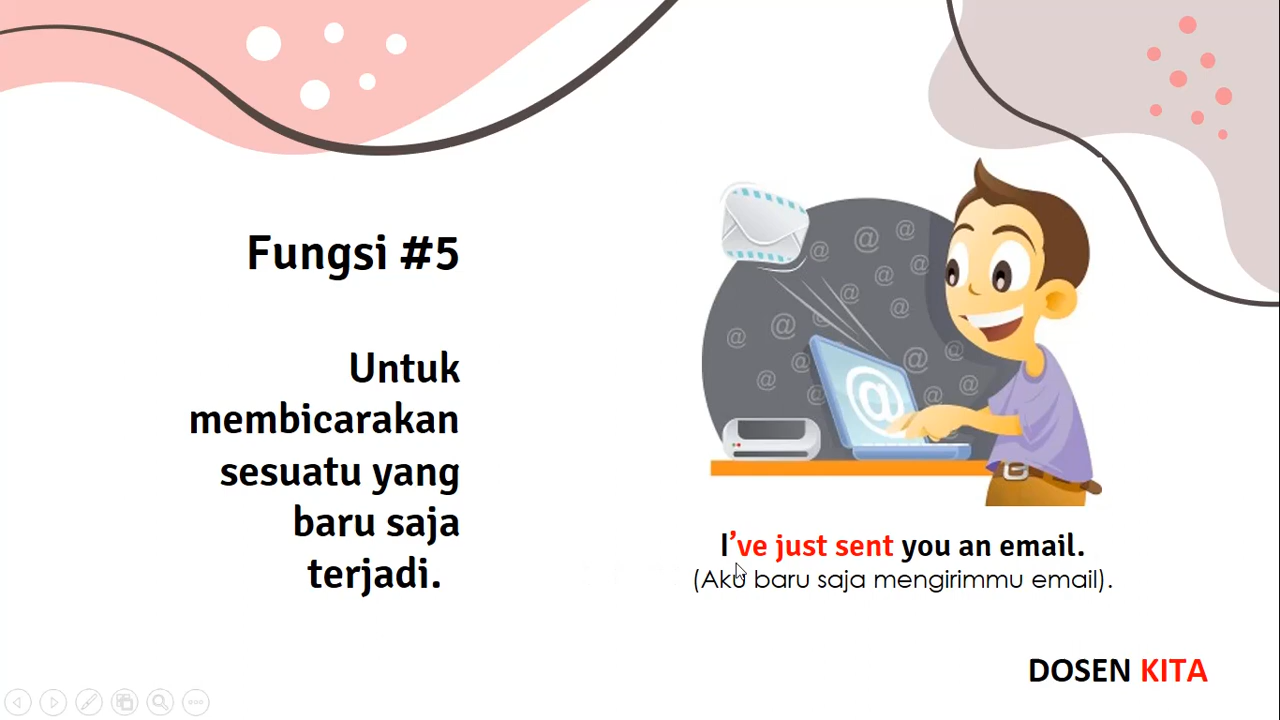 Fungsi #5
Untuk
membicarakan
sesuatu yang
baru saja
terjadi.
I’ve just sent you an email.
(Aku baru saja mengirimmu email).
DOSEN KITA